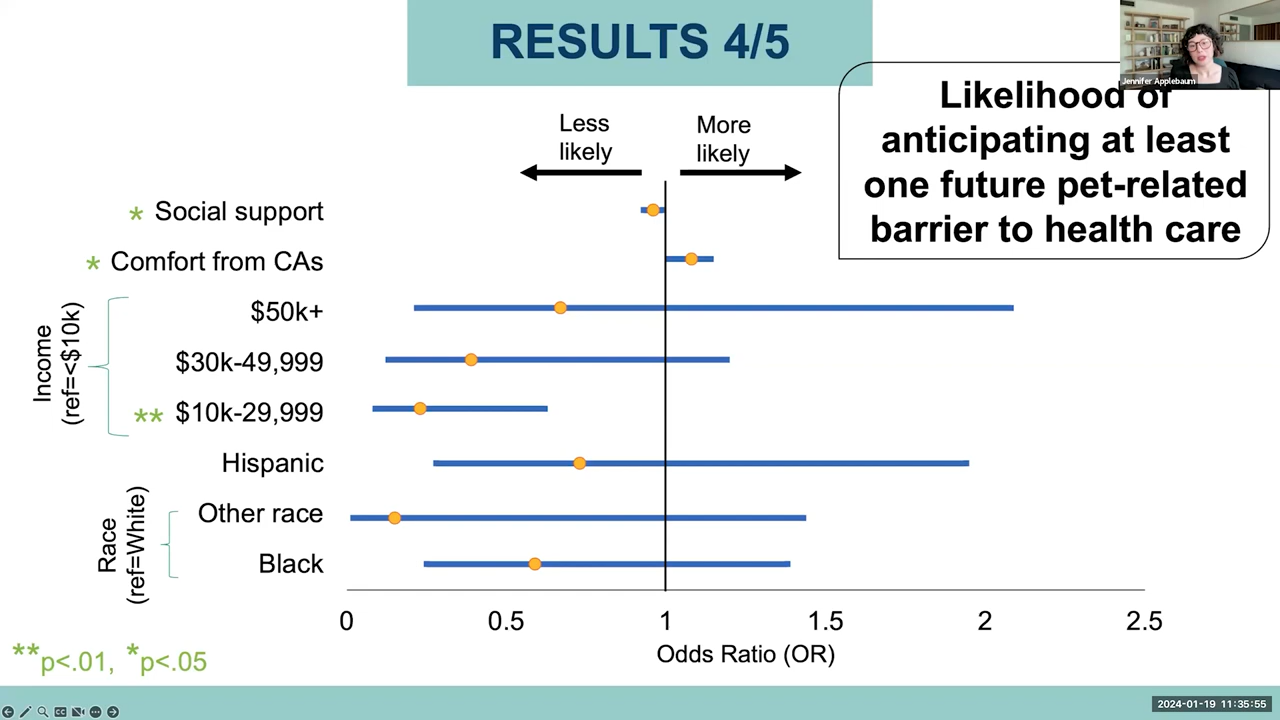 RESULTS 4/5
Jennifer Applebaum
Likelihood of
anticipating at least
one future pet-related
barrier to health care
Less
likely
More
likely
* Social support
* Comfort from CAs
Income
(ref=<$10k)
$50k+
$30k-49,999
** $10k-29,999
Hispanic
Race
(ref=White)
Other race
Black
0 0.5 1 1.5 2 2.5
Odds Ratio (OR)
**p<.01, *p<.05
2024-01-19 11:35:55